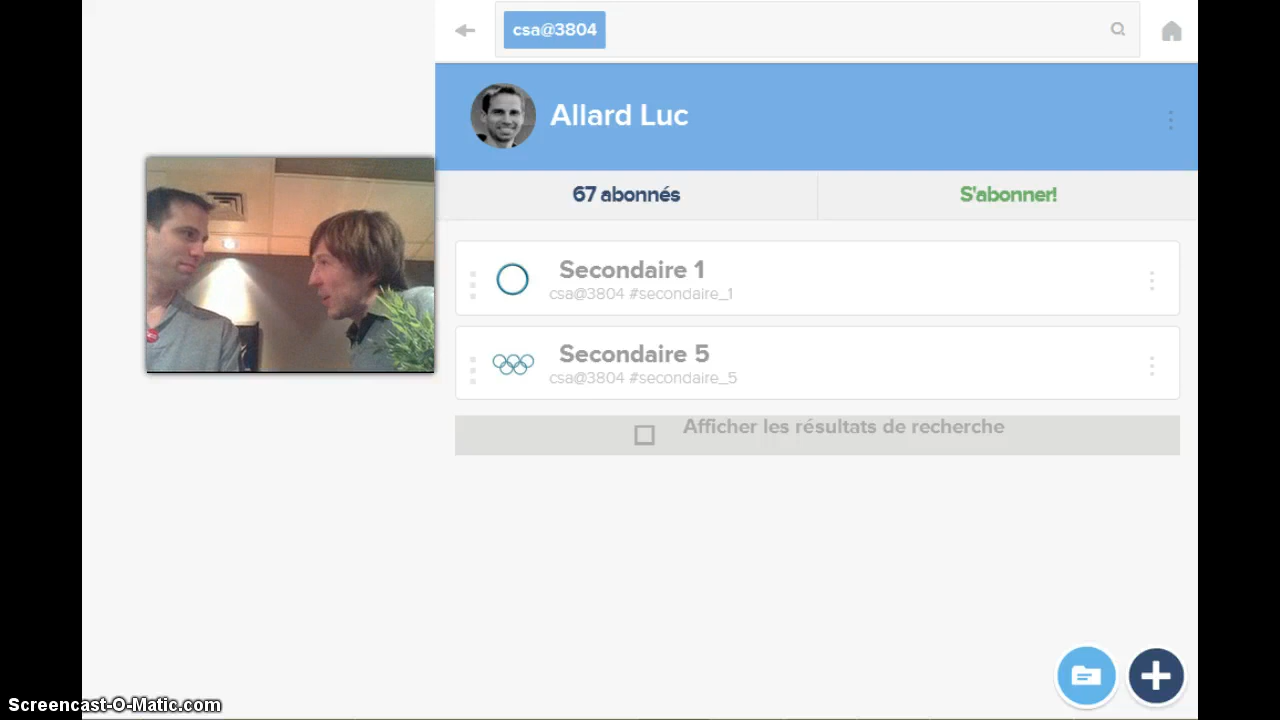 csa@3804
Allard Luc
67 abonnés
S'abonner!
Secondaire 1
csa@3804 #secondaire_1
Secondaire 5
csa@3804 #secondaire_5
Afficher les résultats de recherche
Screencast-O-Matic.com